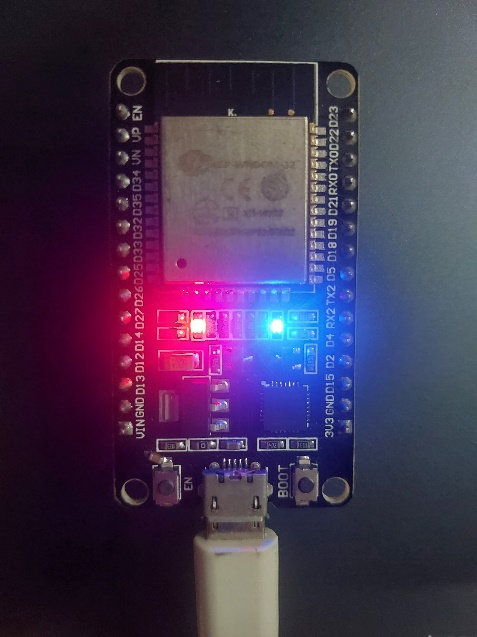 EN
VP
VN
D34
D35
D32
D33
D25
D26
D27
D14
D12
D13
GND
VIN
D23
D22
TX0
RX0
D21
D19
D18
D5
TX2
RX2
D4
D2
D15
GND
3V3
EN
BOOT